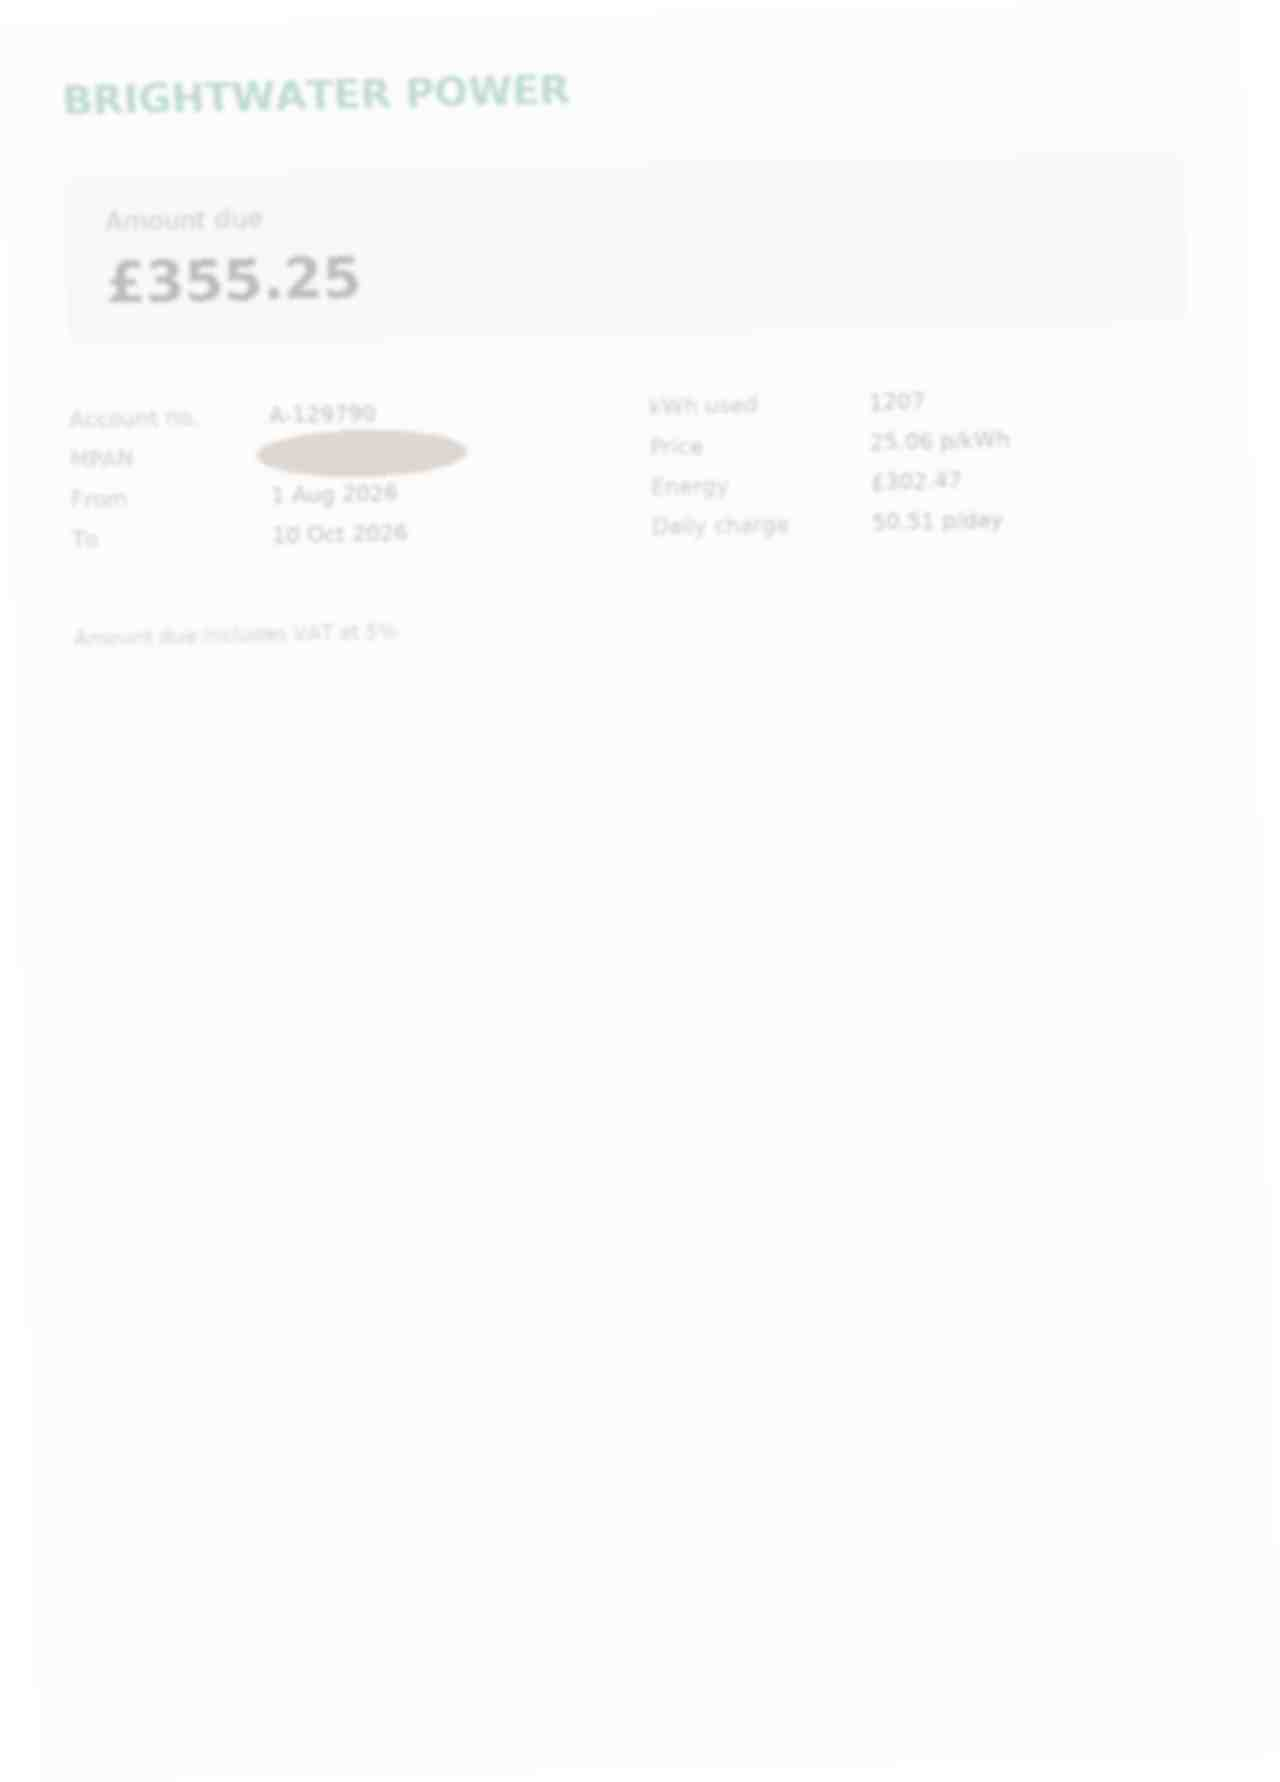 BRIGHTWATER POWER
Amount due
£355.25
Account no. A-129790
MPAN
From 1 Aug 2026
To 10 Oct 2026
kWh used 1207
Price 25.06 p/kWh
Energy £302.47
Daily charge 50.51 p/day
Amount due includes VAT at 5%